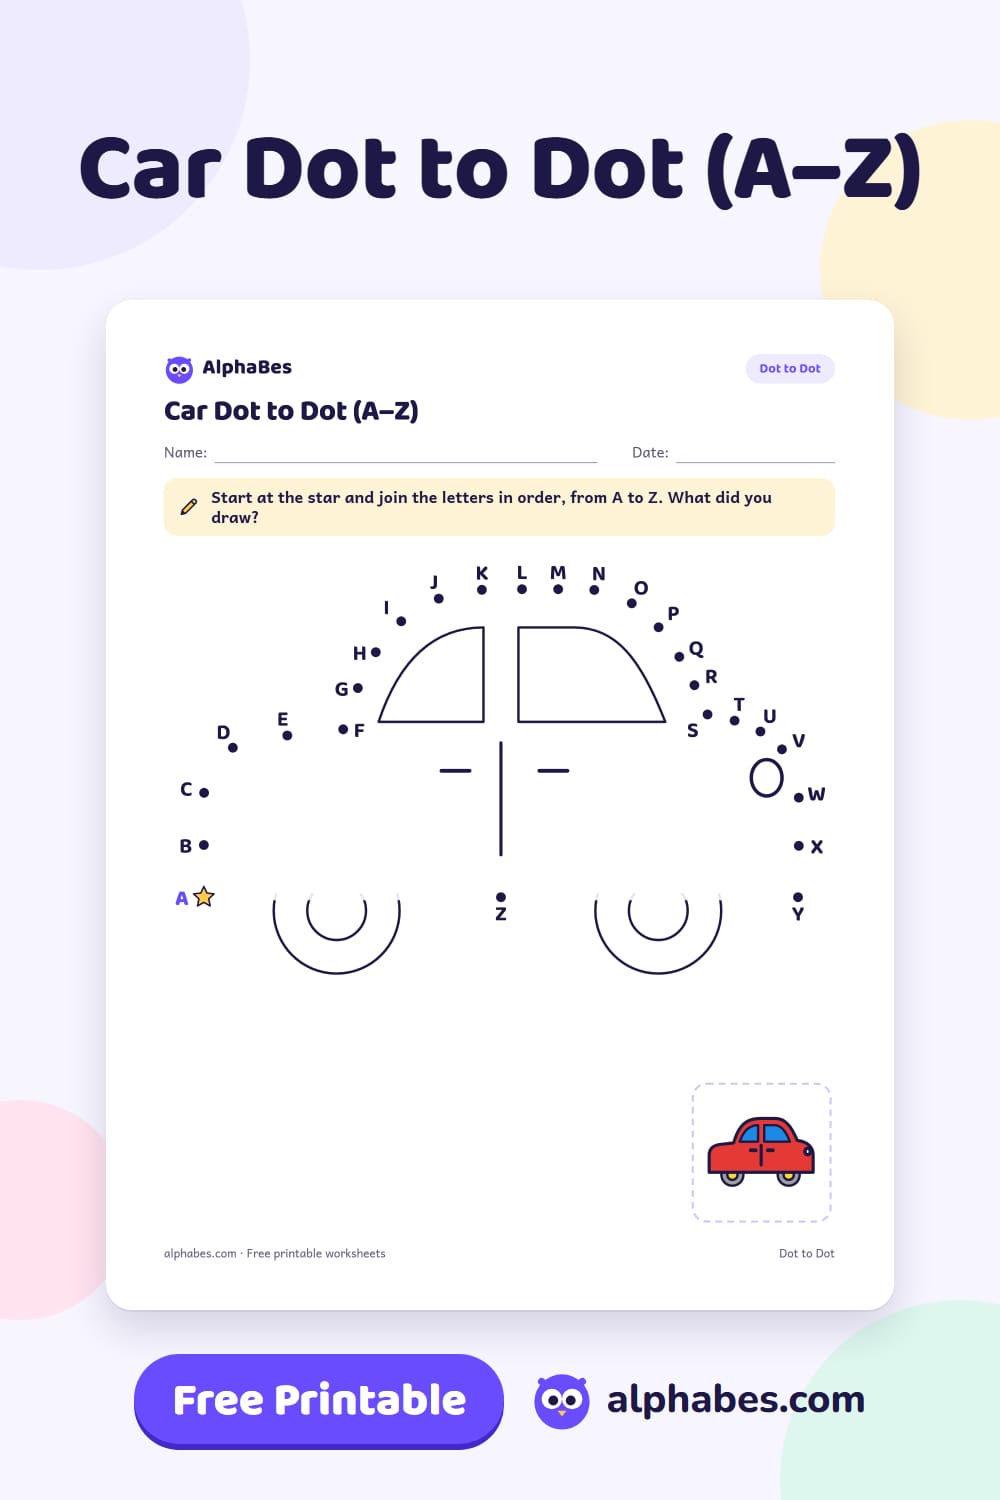 Car Dot to Dot (A–Z)
AlphaBes
Dot to Dot
Car Dot to Dot (A–Z)
Name:
Date:
Start at the star and join the letters in order, from A to Z. What did you
draw?
A
B
C
D
E
F
G
H
I
J
K
L
M
N
O
P
Q
R
S
T
U
V
W
X
Y
Z
alphabes.com · Free printable worksheets
Dot to Dot
Free Printable
alphabes.com